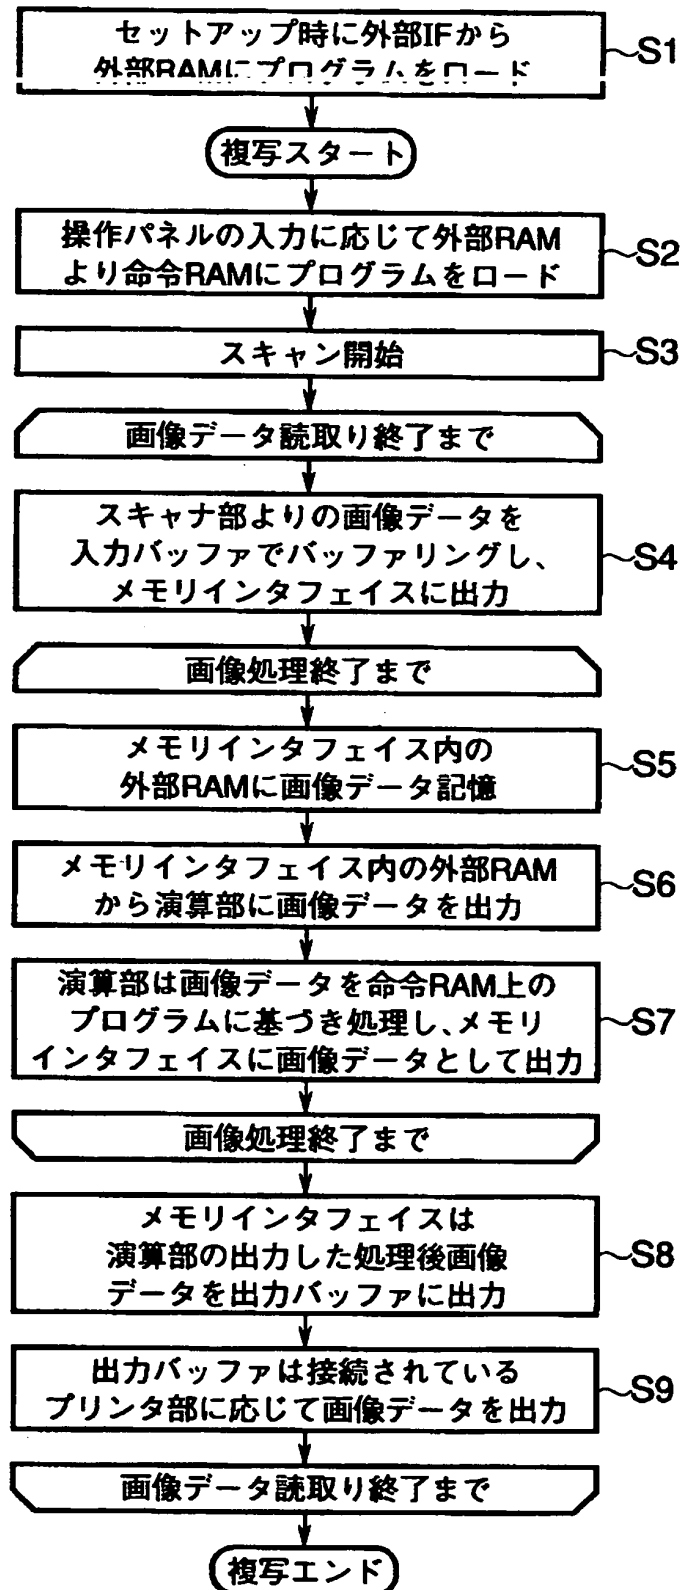 セットアップ時に外部IFから
外部RAMにプログラムをロード
S1
複写スタート
操作パネルの入力に応じて外部RAM
より命令RAMにプログラムをロード
S2
スキャン開始
S3
画像データ読取り終了まで
スキャナ部よりの画像データを
入力バッファでバッファリングし、
メモリインタフェイスに出力
S4
画像処理終了まで
メモリインタフェイス内の
外部RAMに画像データ記憶
S5
メモリインタフェイス内の外部RAM
から演算部に画像データを出力
S6
演算部は画像データを命令RAM上の
プログラムに基づき処理し、メモリ
インタフェイスに画像データとして出力
S7
画像処理終了まで
メモリインタフェイスは
演算部の出力した処理後画像
データを出力バッファに出力
S8
出力バッファは接続されている
プリンタ部に応じて画像データを出力
S9
画像データ読取り終了まで
複写エンド